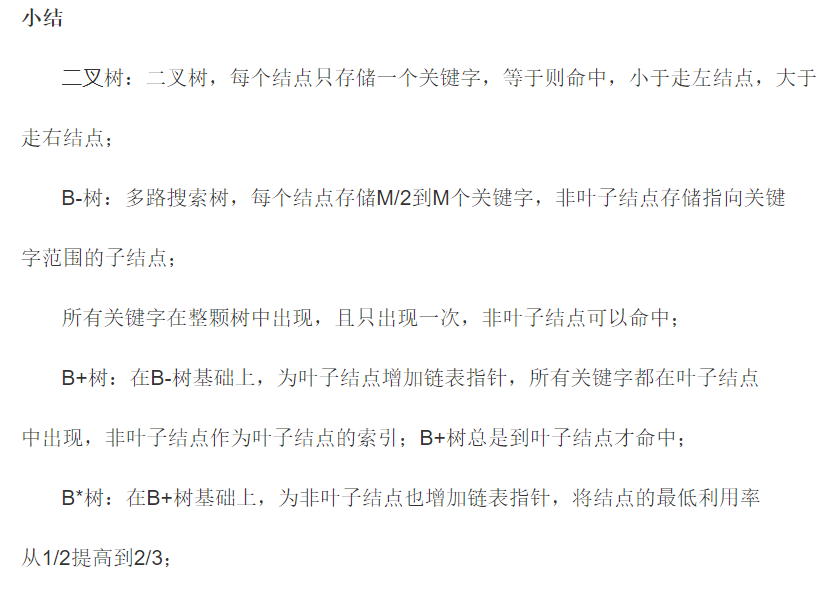 小结
二叉树：二叉树，每个结点只存储一个关键字，等于则命中，小于走左结点，大于
走右结点；
B-树：多路搜索树，每个结点存储M/2到M个关键字，非叶子结点存储指向关键
字范围的子结点；
所有关键字在整颗树中出现，且只出现一次，非叶子结点可以命中；
B+树：在B-树基础上，为叶子结点增加链表指针，所有关键字都在叶子结点
中出现，非叶子结点作为叶子结点的索引；B+树总是到叶子结点才命中；
B*树：在B+树基础上，为非叶子结点也增加链表指针，将结点的最低利用率
从1/2提高到2/3；